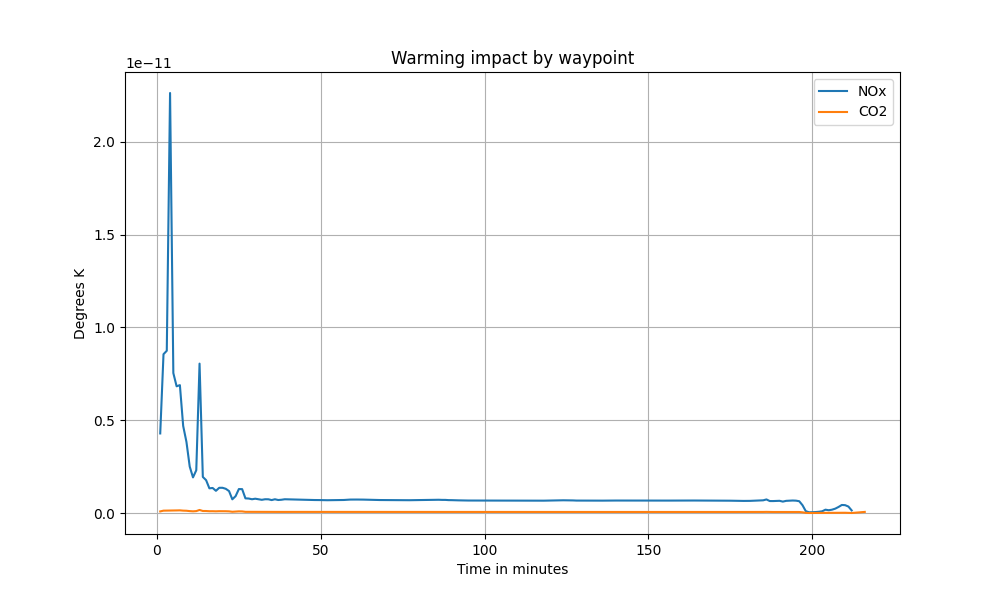 Warming impact by waypoint
1e−11
NOx
CO2
2.0
1.5
1.0
0.5
0.0
Degrees K
0 50 100 150 200
Time in minutes